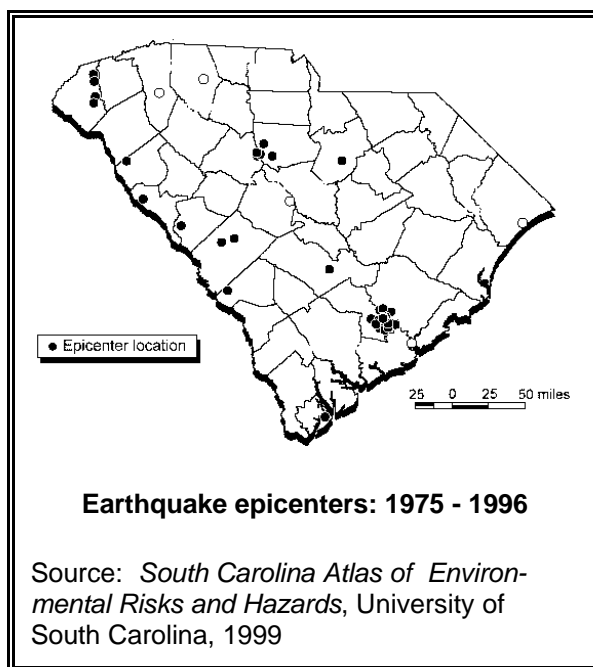 Epicenter location
25 0 25 50 miles
Earthquake epicenters: 1975 - 1996
Source: South Carolina Atlas of Environ-
mental Risks and Hazards, University of
South Carolina, 1999